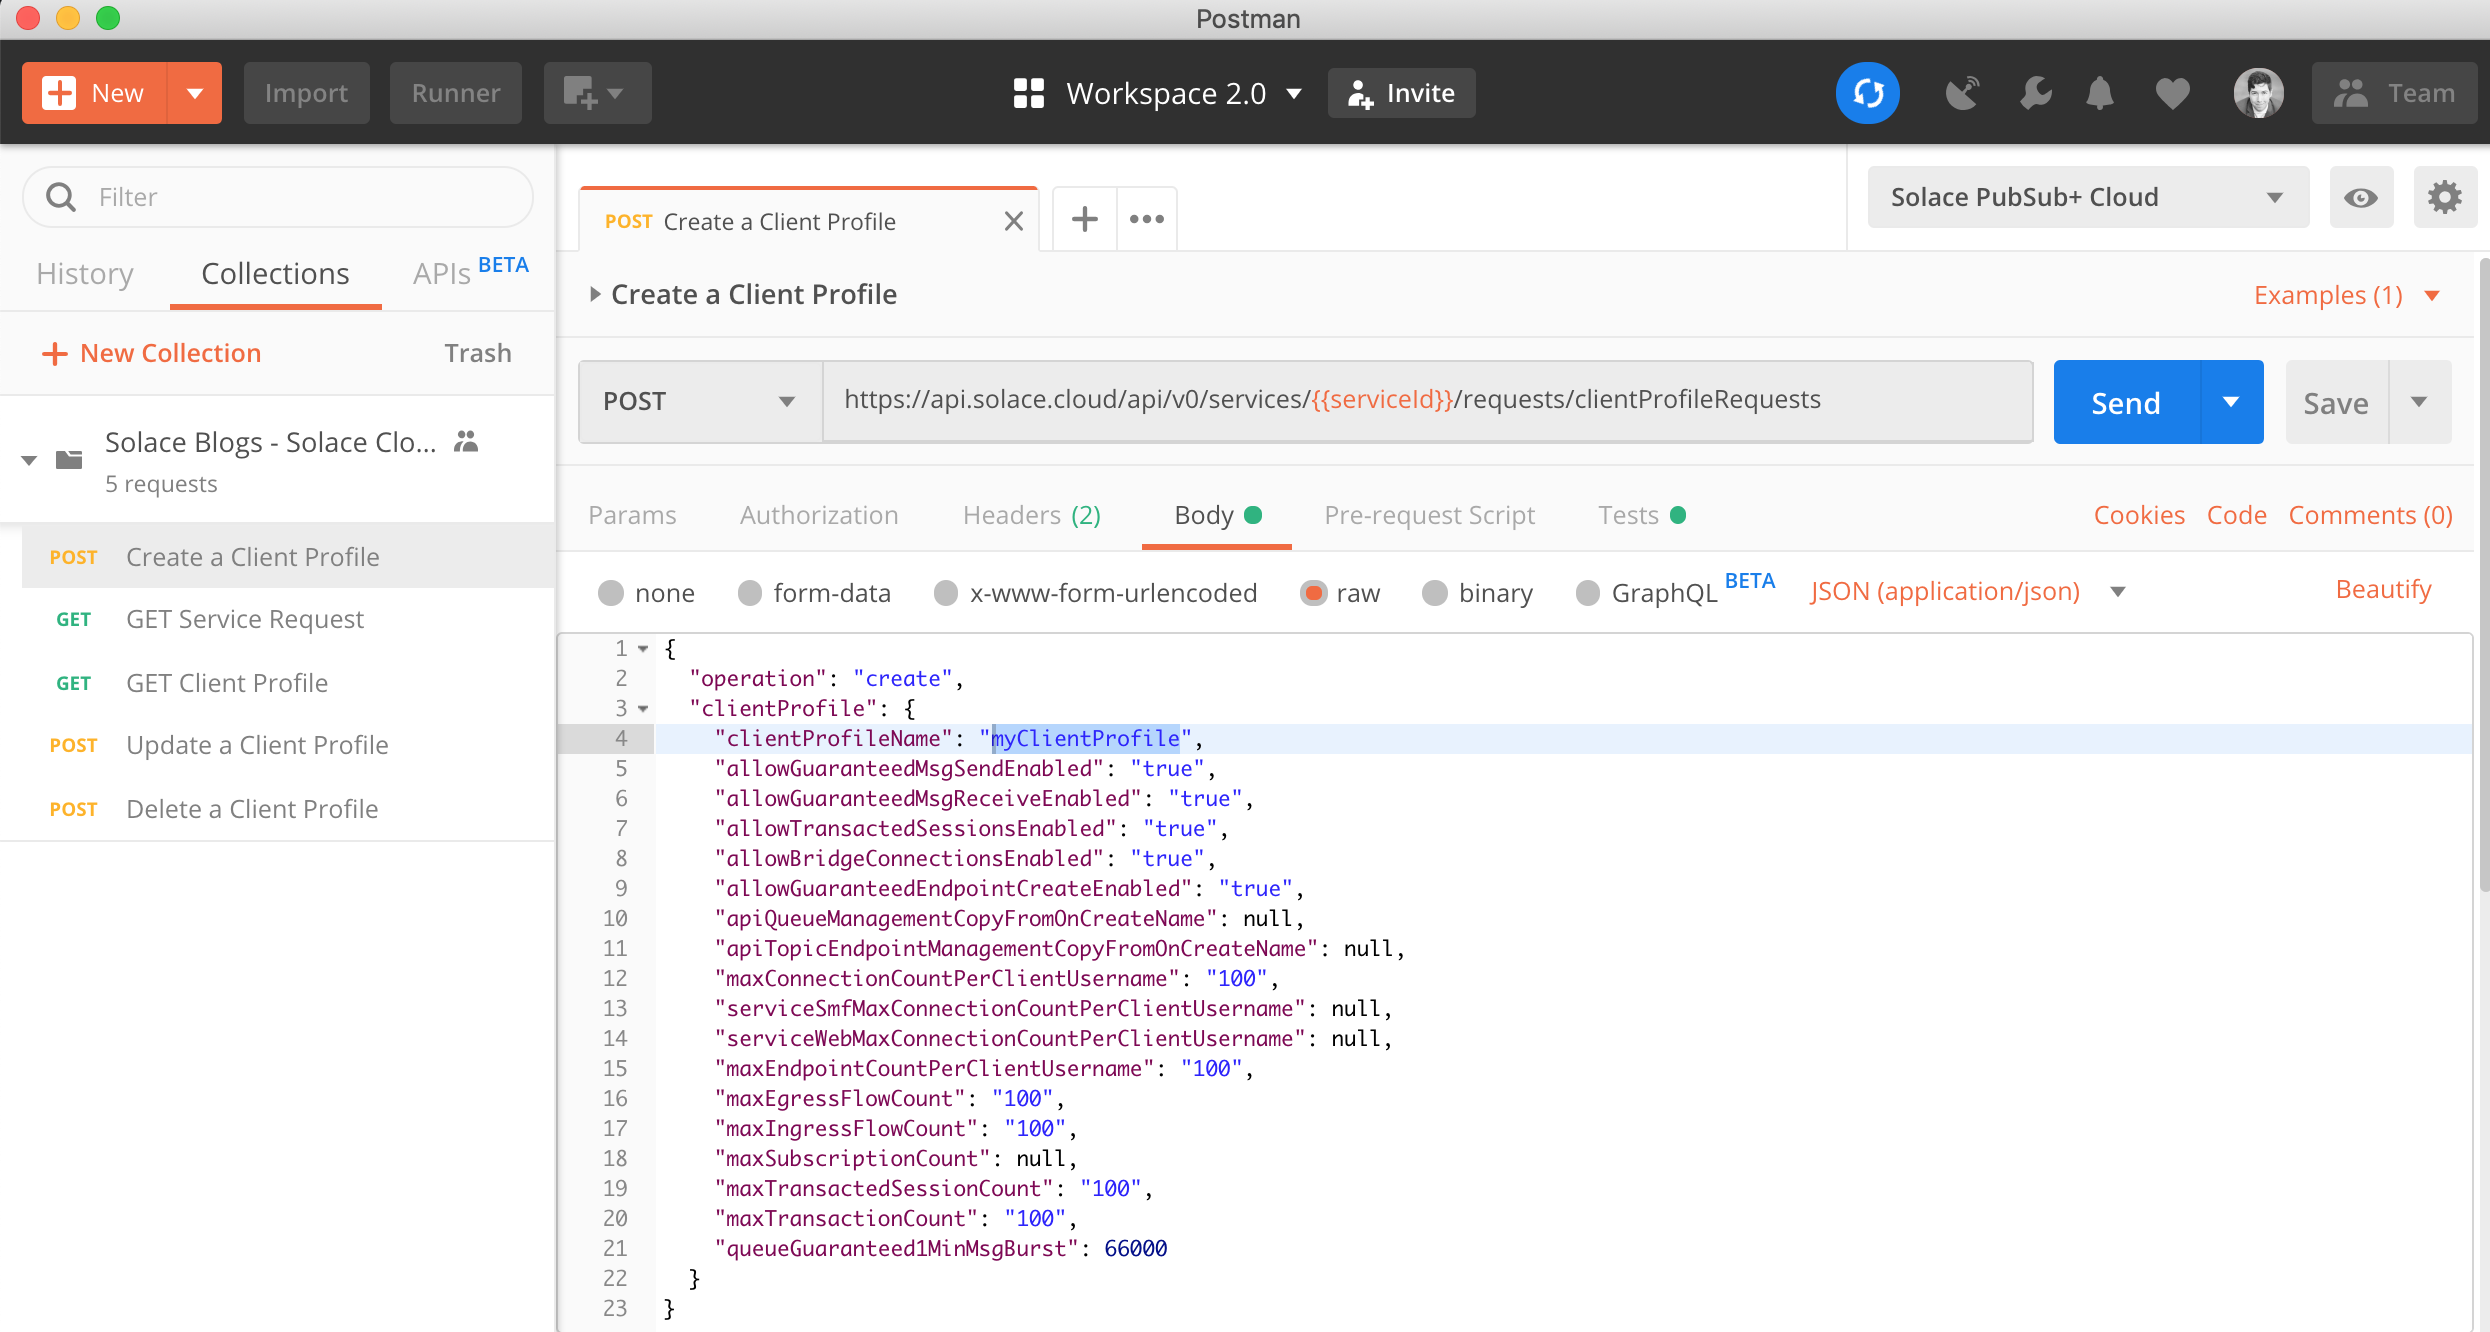 Postman
New
Import
Runner
Workspace 2.0
Invite
Team
Filter
History
Collections
APIs BETA
New Collection
Trash
Solace Blogs - Solace Clo...
5 requests
POST Create a Client Profile
GET GET Service Request
GET GET Client Profile
POST Update a Client Profile
POST Delete a Client Profile
POST Create a Client Profile
Solace PubSub+ Cloud
Create a Client Profile
Examples (1)
POST
https://api.solace.cloud/api/v0/services/{{serviceId}}/requests/clientProfileRequests
Send
Save
Params
Authorization
Headers (2)
Body
Pre-request Script
Tests
Cookies
Code
Comments (0)
none
form-data
x-www-form-urlencoded
raw
binary
GraphQL BETA
JSON (application/json)
Beautify
1 {
2 "operation": "create",
3 "clientProfile": {
4 "clientProfileName": "myClientProfile",
5 "allowGuaranteedMsgSendEnabled": "true",
6 "allowGuaranteedMsgReceiveEnabled": "true",
7 "allowTransactedSessionsEnabled": "true",
8 "allowBridgeConnectionsEnabled": "true",
9 "allowGuaranteedEndpointCreateEnabled": "true",
10 "apiQueueManagementCopyFromOnCreateName": null,
11 "apiTopicEndpointManagementCopyFromOnCreateName": null,
12 "maxConnectionCountPerClientUsername": "100",
13 "serviceSmfMaxConnectionCountPerClientUsername": null,
14 "serviceWebMaxConnectionCountPerClientUsername": null,
15 "maxEndpointCountPerClientUsername": "100",
16 "maxEgressFlowCount": "100",
17 "maxIngressFlowCount": "100",
18 "maxSubscriptionCount": null,
19 "maxTransactedSessionCount": "100",
20 "maxTransactionCount": "100",
21 "queueGuaranteed1MinMsgBurst": 66000
22 }
23 }